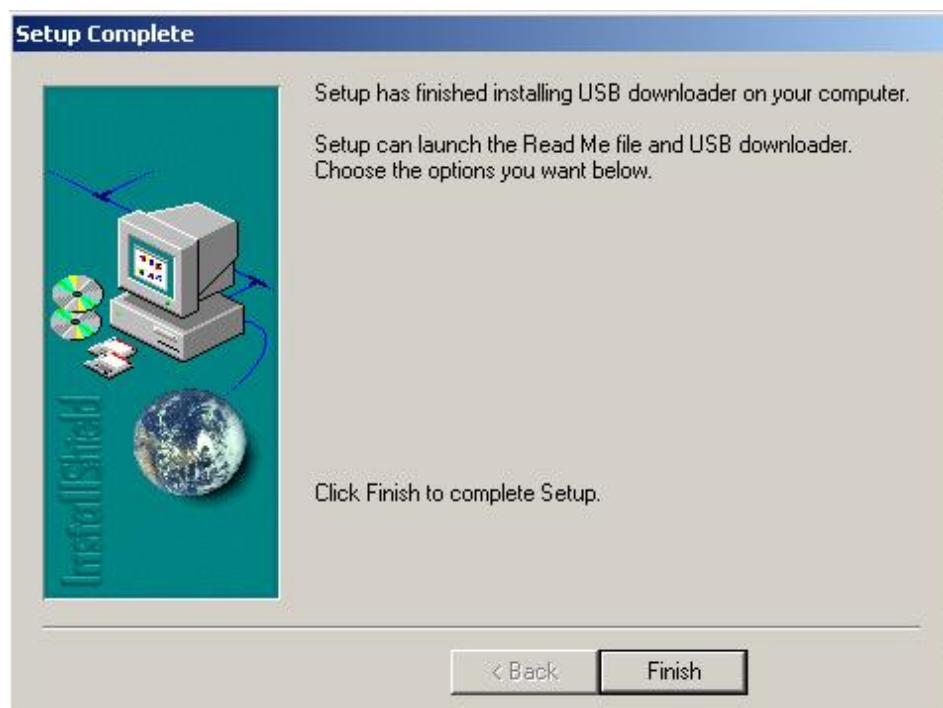 Setup Complete
Setup has finished installing USB downloader on your computer.
Setup can launch the Read Me file and USB downloader.
Choose the options you want below.
InstallShield
Click Finish to complete Setup.
< Back
Finish